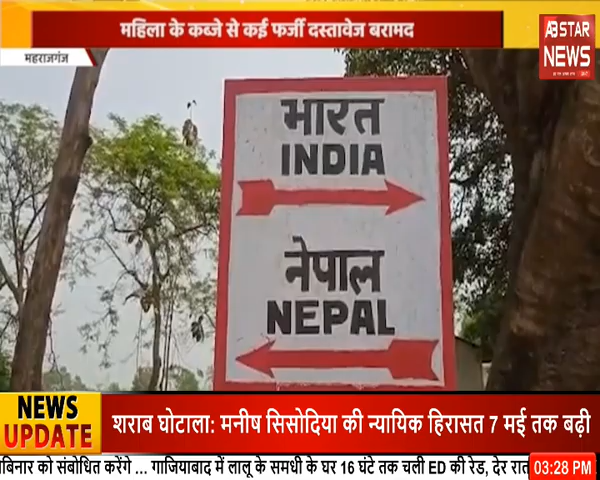 महिला के कब्जे से कई फर्जी दस्तावेज बरामद
महराजगंज
AB STAR
NEWS
भारत
INDIA
नेपाल
NEPAL
NEWS
UPDATE
शराब घोटाला: मनीष सिसोदिया की न्यायिक हिरासत 7 मई तक बढ़ी
को संबोधित करेंगे ... गाजियाबाद में लालू के समधी के घर 16 घंटे तक चली ED की रेड, देर
03:28 PM